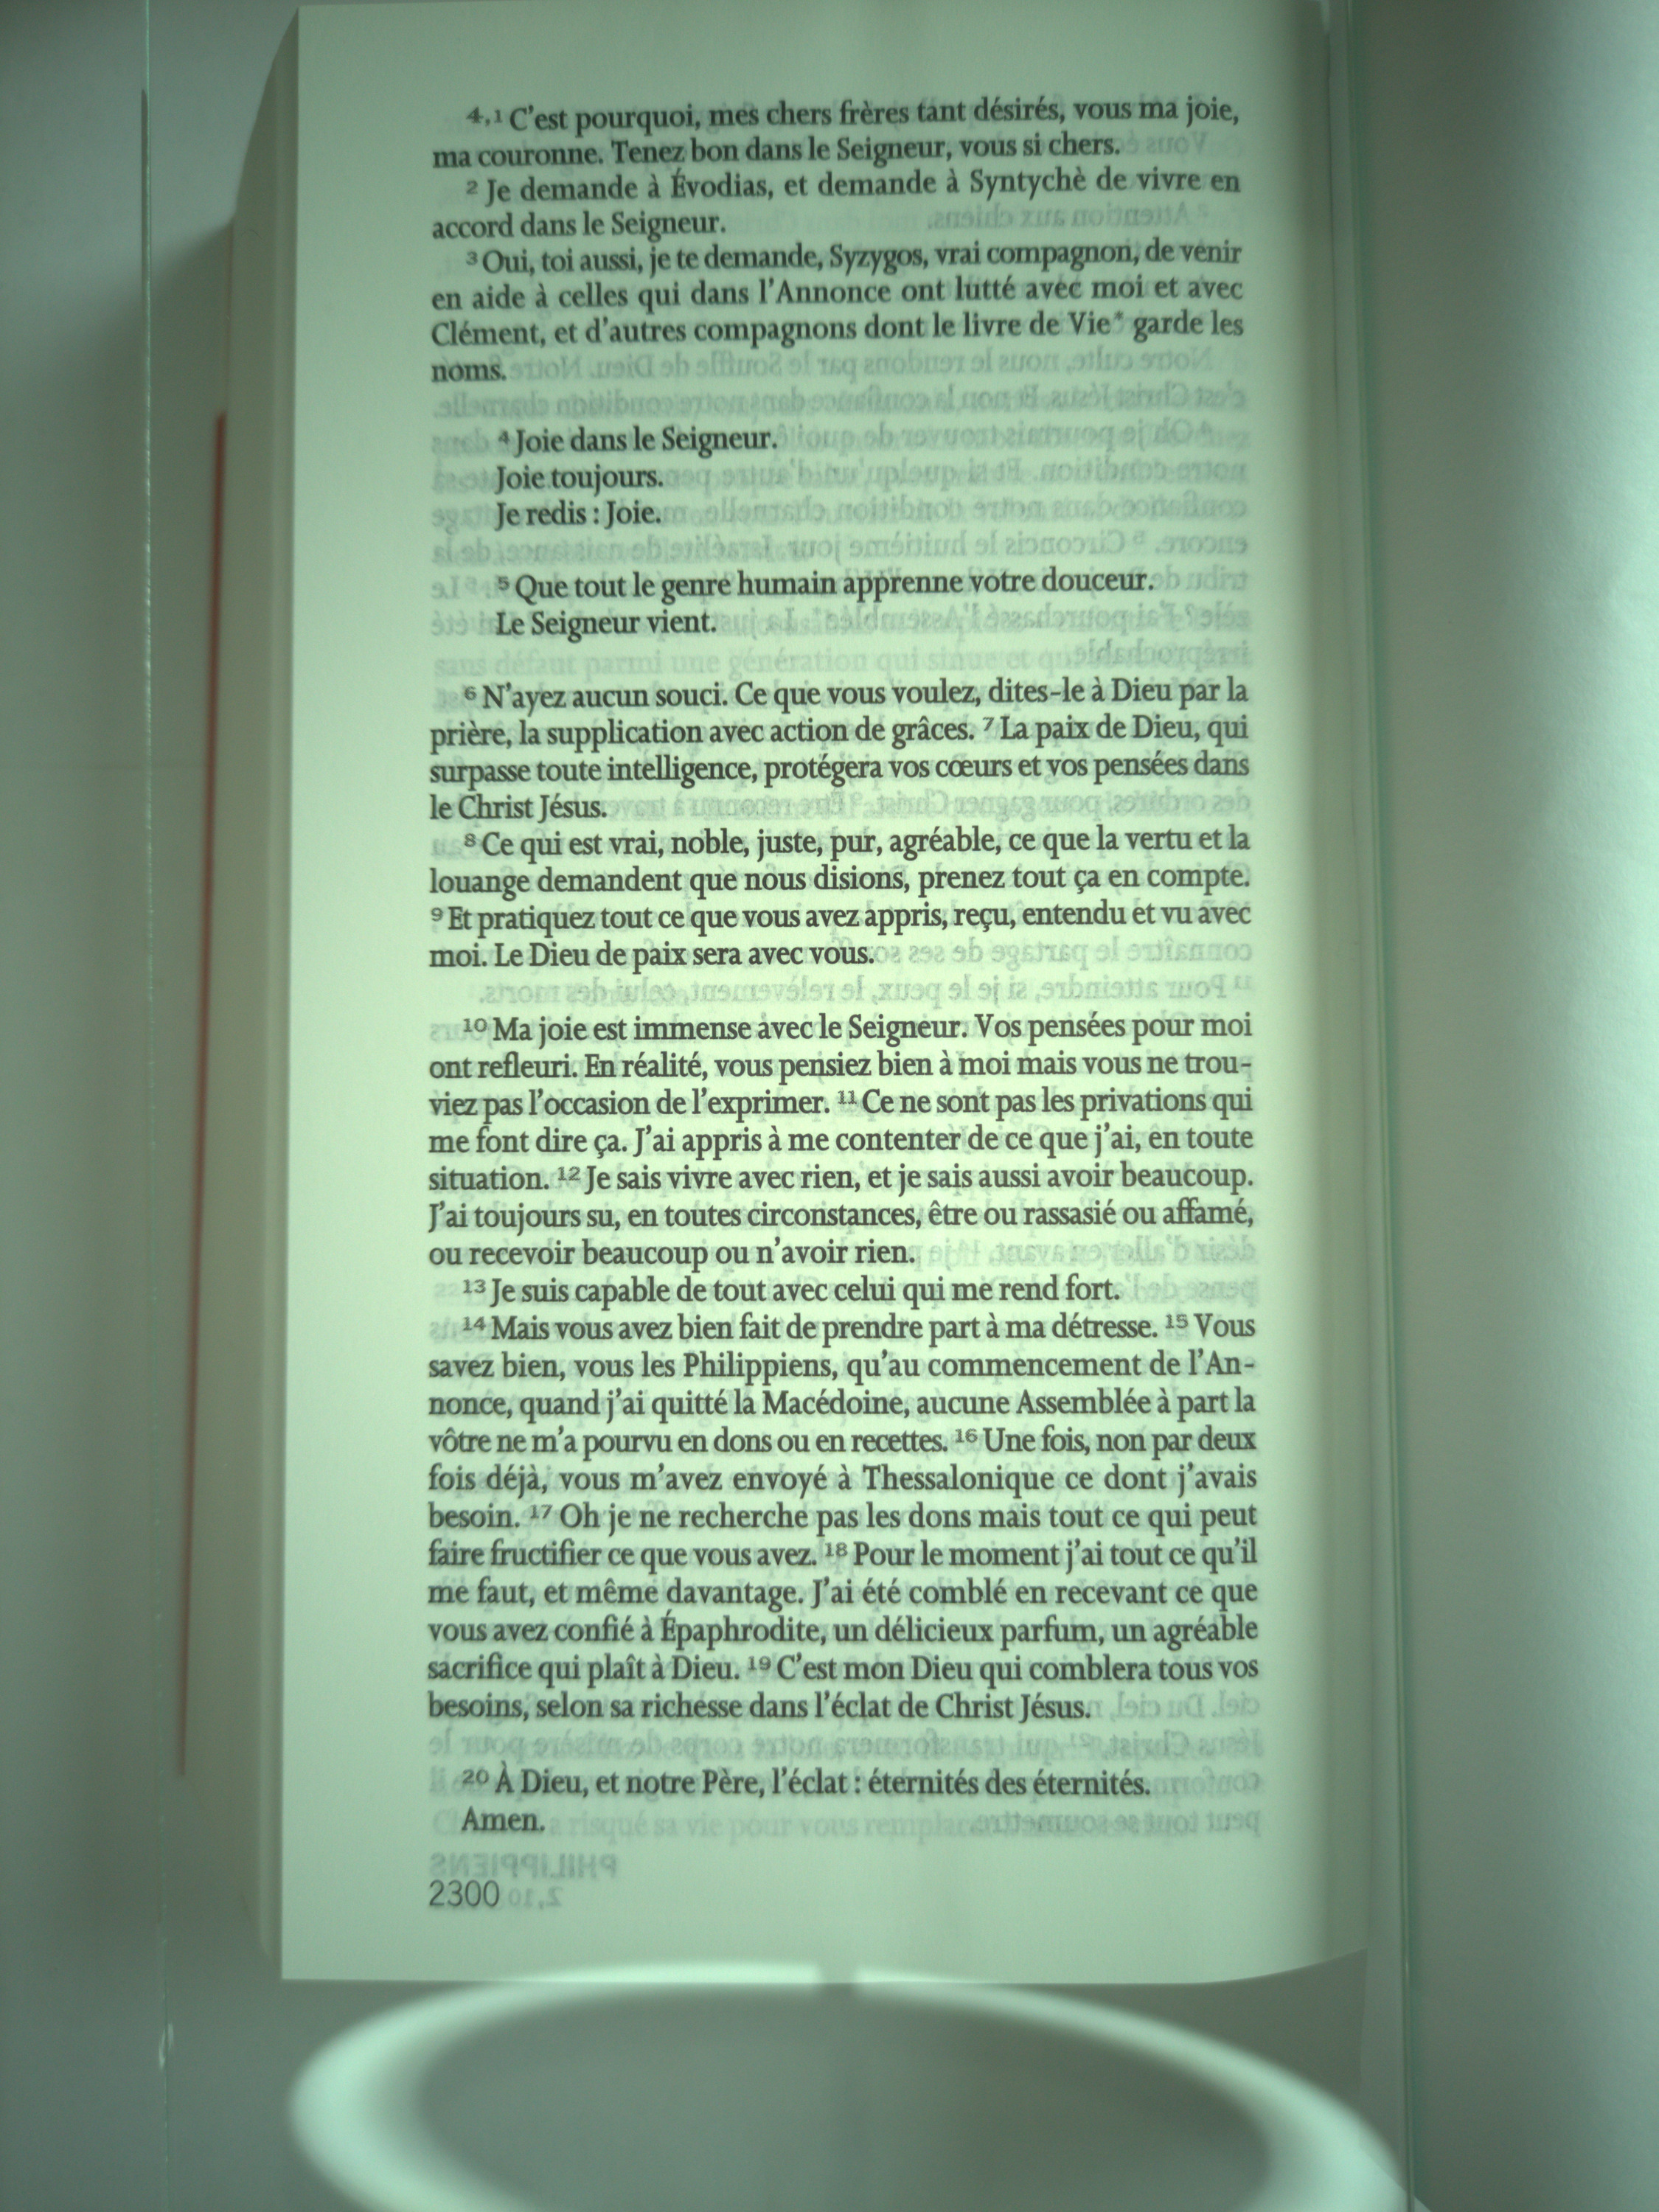 4,1 C'est pourquoi, mes chers frères tant désirés, vous ma joie,
ma couronne. Tenez bon dans le Seigneur, vous si chers.
2 Je demande à Évodias, et demande à Syntychè de vivre en
accord dans le Seigneur.
3 Oui, toi aussi, je te demande, Syzygos, vrai compagnon, de venir
en aide à celles qui dans l'Annonce ont lutté avec moi et avec
Clément, et d'autres compagnons dont le livre de Vie* garde les
noms.
4 Joie dans le Seigneur.
Joie toujours.
Je redis : Joie.
5 Que tout le genre humain apprenne votre douceur.
Le Seigneur vient.
6 N'ayez aucun souci. Ce que vous voulez, dites-le à Dieu par la
prière, la supplication avec action de grâces. 7 La paix de Dieu, qui
surpasse toute intelligence, protégera vos cœurs et vos pensées dans
le Christ Jésus.
8 Ce qui est vrai, noble, juste, pur, agréable, ce que la vertu et la
louange demandent que nous disions, prenez tout ça en compte.
9 Et pratiquez tout ce que vous avez appris, reçu, entendu et vu avec
moi. Le Dieu de paix sera avec vous.
10 Ma joie est immense avec le Seigneur. Vos pensées pour moi
ont refleuri. En réalité, vous pensiez bien à moi mais vous ne trou-
viez pas l'occasion de l'exprimer. 11 Ce ne sont pas les privations qui
me font dire ça. J'ai appris à me contenter de ce que j'ai, en toute
situation. 12 Je sais vivre avec rien, et je sais aussi avoir beaucoup.
J'ai toujours su, en toutes circonstances, être ou rassasié ou affamé,
ou recevoir beaucoup ou n'avoir rien.
13 Je suis capable de tout avec celui qui me rend fort.
14 Mais vous avez bien fait de prendre part à ma détresse. 15 Vous
savez bien, vous les Philippiens, qu'au commencement de l'An-
nonce, quand j'ai quitté la Macédoine, aucune Assemblée à part la
vôtre ne m'a pourvu en dons ou en recettes. 16 Une fois, non par deux
fois déjà, vous m'avez envoyé à Thessalonique ce dont j'avais
besoin. 17 Oh je ne recherche pas les dons mais tout ce qui peut
faire fructifier ce que vous avez. 18 Pour le moment j'ai tout ce qu'il
me faut, et même davantage. J'ai été comblé en recevant ce que
vous avez confié à Épaphrodite, un délicieux parfum, un agréable
sacrifice qui plaît à Dieu. 19 C'est mon Dieu qui comblera tous vos
besoins, selon sa richesse dans l'éclat de Christ Jésus.
20 À Dieu, et notre Père, l'éclat : éternités des éternités.
Amen.
2300